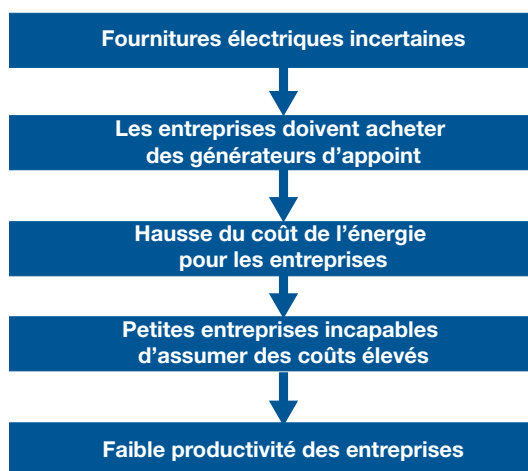 Fournitures électriques incertaines
Les entreprises doivent acheter
des générateurs d’appoint
Hausse du coût de l’énergie
pour les entreprises
Petites entreprises incapables
d’assumer des coûts élevés
Faible productivité des entreprises